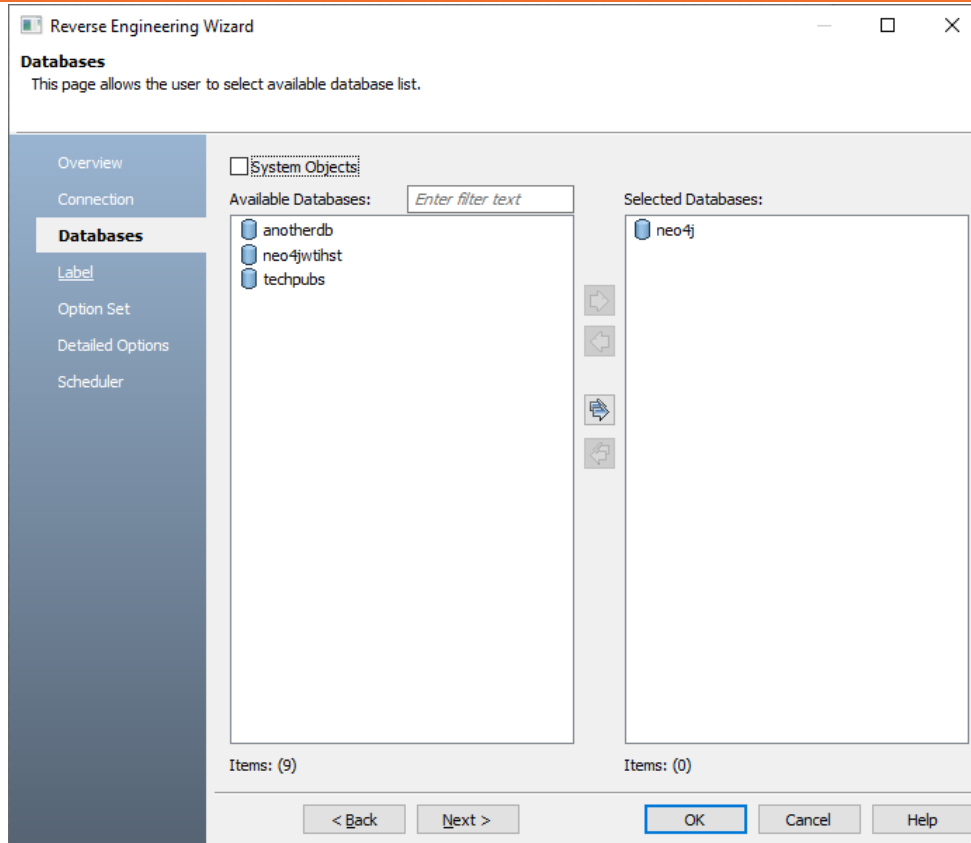 Reverse Engineering Wizard
Databases
This page allows the user to select available database list.
Overview
Connection
Databases
Label
Option Set
Detailed Options
Scheduler
System Objects
Available Databases:
Enter filter text
anotherdb
neo4jwtihst
techpubs
Items: (9)
Selected Databases:
neo4j
Items: (0)
< Back
Next >
OK
Cancel
Help